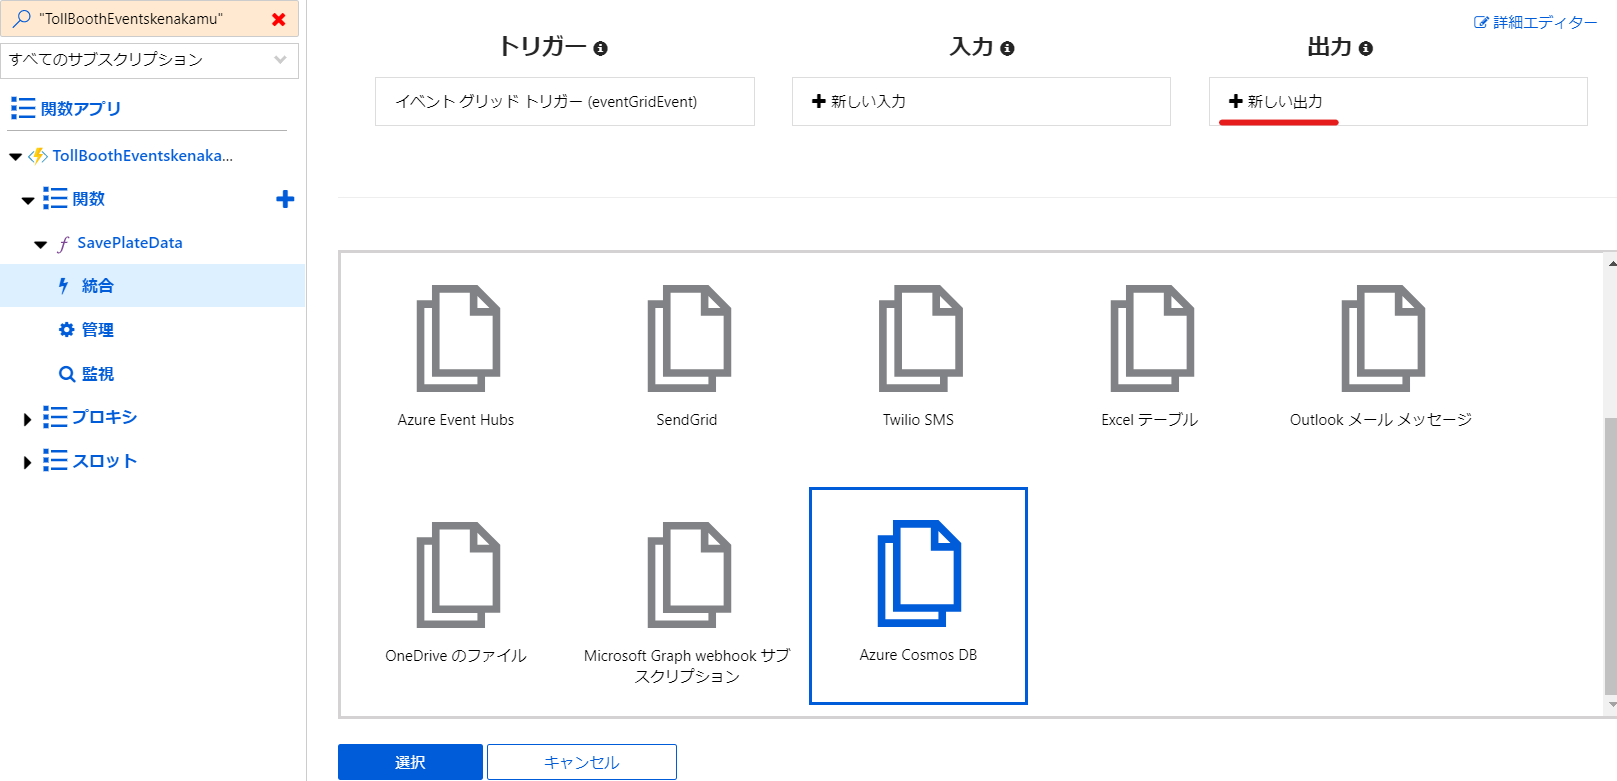 "TollBoothEventskenakamu"
すべてのサブスクリプション
関数アプリ
TollBoothEventskenaka...
関数
SavePlateData
統合
管理
監視
プロキシ
スロット
詳細エディター
トリガー
入力
出力
イベント グリッド トリガー (eventGridEvent)
新しい入力
新しい出力
Azure Event Hubs
SendGrid
Twilio SMS
Excel テーブル
Outlook メール メッセージ
OneDrive のファイル
Microsoft Graph webhook サブ
スクリプション
Azure Cosmos DB
選択
キャンセル